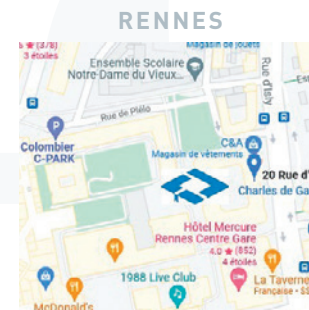 RENNES
(378)
3 étoiles
Magasin de jouets
Ensemble Scolaire
Notre-Dame du Vieux...
Rue d'Isly
Rue de Plélo
P
Colombier
C-PARK
C&A
Magasin de vêtements
20 Rue d'
Charles de Ga
Hôtel Mercure
Rennes Centre Gare
4,0 ★ (852)
4 étoiles
1988 Live Club
La Taverne
Française · $$
McDonald's